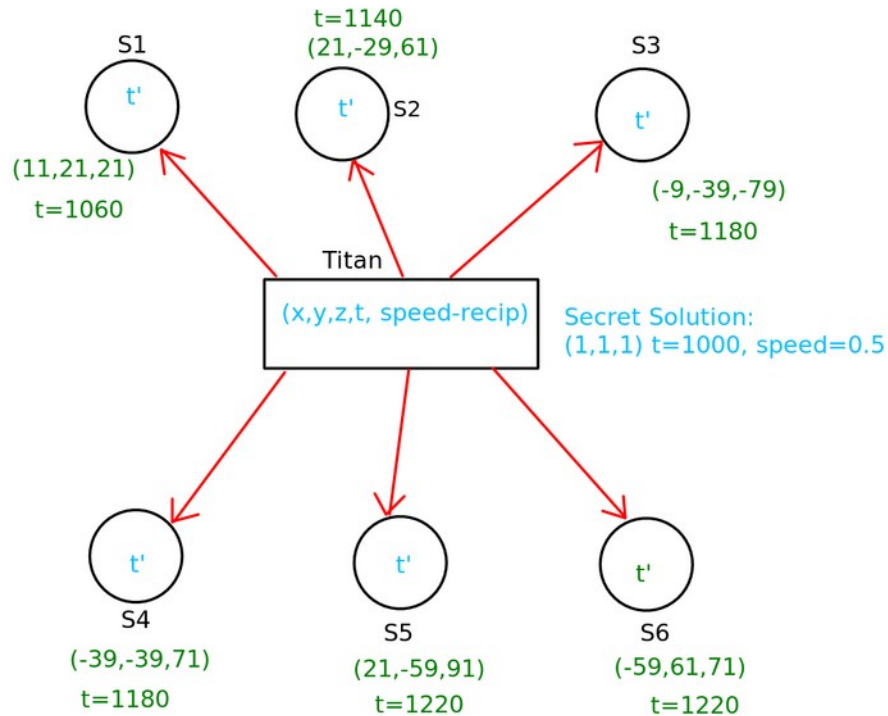 t=1140
S1
(21,-29,61)
S3
t'
t'
S2
t'
(11,21,21)
t=1060
(-9,-39,-79)
t=1180
Titan
(x,y,z,t, speed-recip)
Secret Solution:
(1,1,1) t=1000, speed=0.5
t'
t'
t'
S4
S5
S6
(-39,-39,71)
t=1180
(21,-59,91)
t=1220
(-59,61,71)
t=1220